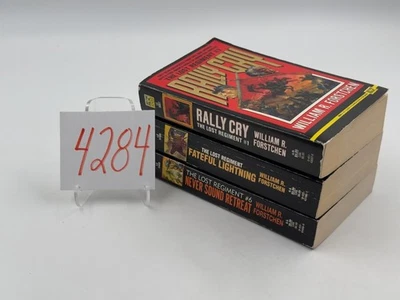 4284
RALLY CRY
WILLIAM R. FORSTCHEN
RALLY CRY
THE LOST REGIMENT #1
WILLIAM R.
FORSTCHEN
THE LOST REGIMENT
FATEFUL LIGHTNING
WILLIAM R.
FORSTCHEN
THE LOST REGIMENT #6
NEVER SOUND RETREAT
WILLIAM R.
FORSTCHEN